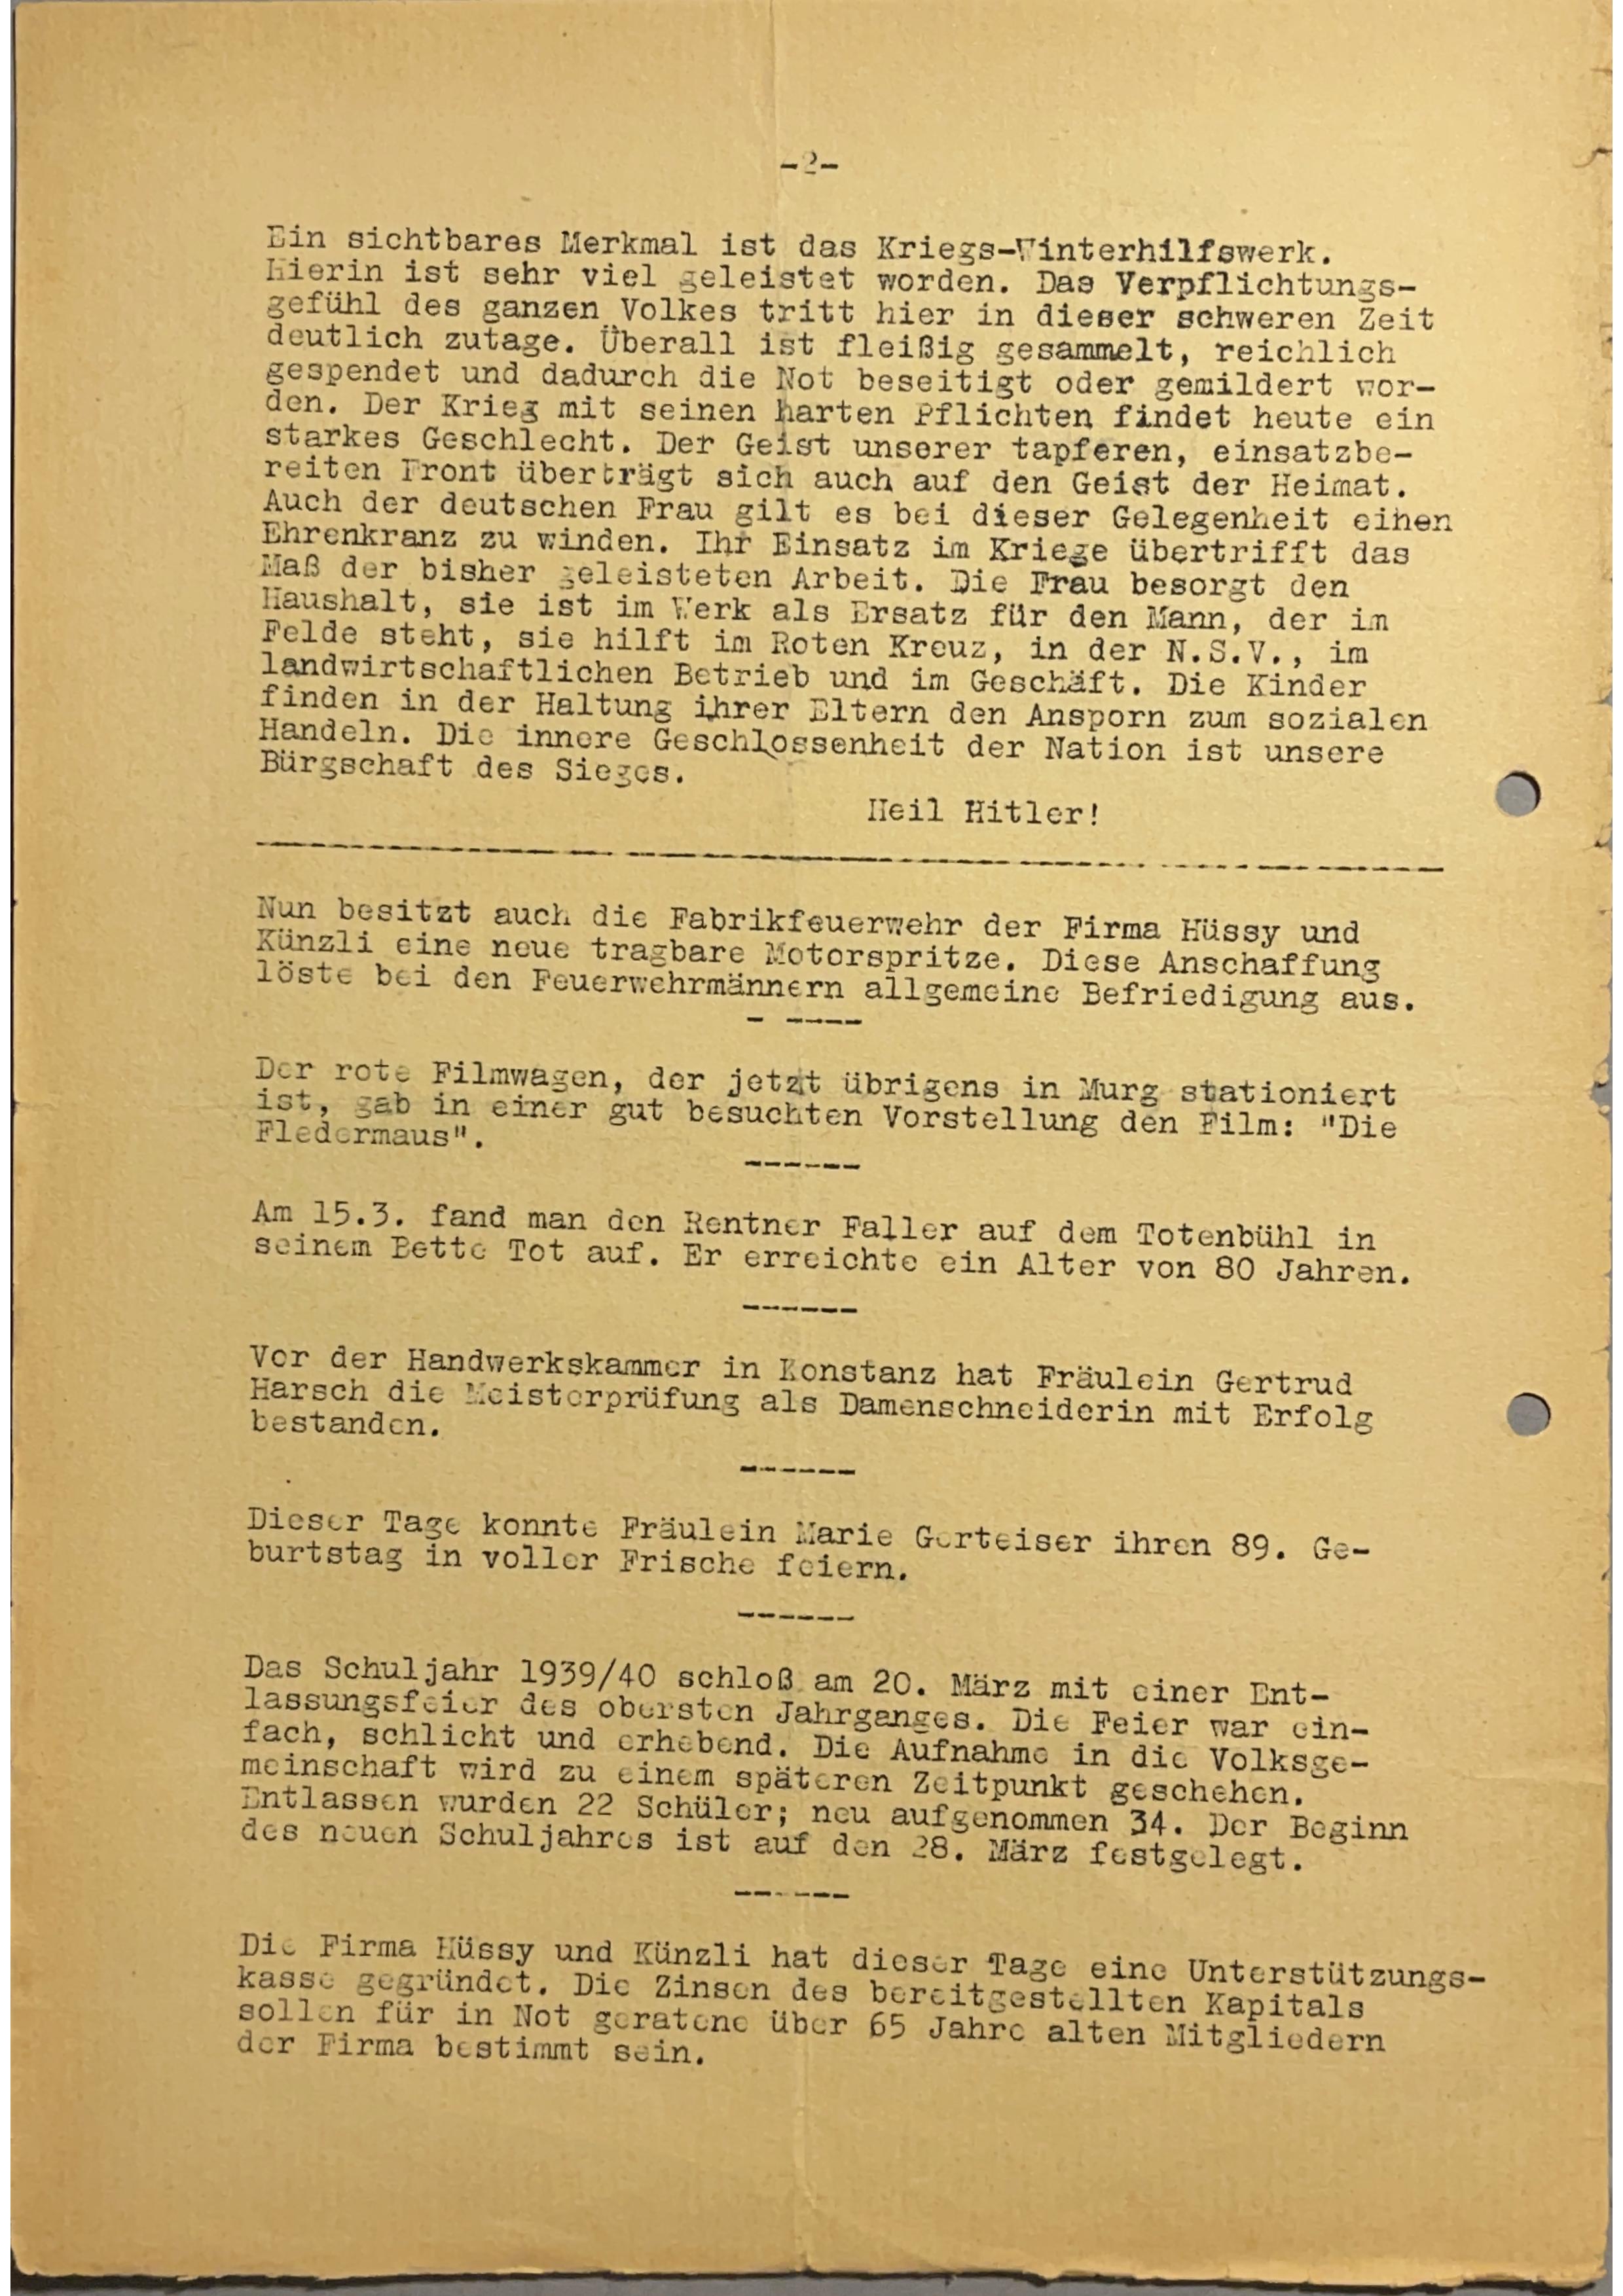 -2-
Ein sichtbares Merkmal ist das Kriegs-Winterhilfswerk.
Hierin ist sehr viel geleistet worden. Das Verpflichtungs-
gefühl des ganzen Volkes tritt hier in dieser schweren Zeit
deutlich zutage. Überall ist fleißig gesammelt, reichlich
gespendet und dadurch die Not beseitigt oder gemildert wor-
den. Der Krieg mit seinen harten Pflichten findet heute ein
starkes Geschlecht. Der Geist unserer tapferen, einsatzbe-
reiten Front überträgt sich auch auf den Geist der Heimat.
Auch der deutschen Frau gilt es bei dieser Gelegenheit einen
Ehrenkranz zu winden. Ihr Einsatz im Kriege übertrifft das
Maß der bisher geleisteten Arbeit. Die Frau besorgt den
Haushalt, sie ist im Werk als Ersatz für den Mann, der im
Felde steht, sie hilft im Roten Kreuz, in der N.S.V., im
landwirtschaftlichen Betrieb und im Geschäft. Die Kinder
finden in der Haltung ihrer Eltern den Ansporn zum sozialen
Handeln. Die innere Geschlossenheit der Nation ist unsere
Bürgschaft des Sieges.
Heil Hitler!
Nun besitzt auch die Fabrikfeuerwehr der Firma Hüssy und
Künzli eine neue tragbare Motorspritze. Diese Anschaffung
löste bei den Feuerwehrmännern allgemeine Befriedigung aus.
Der rote Filmwagen, der jetzt übrigens in Murg stationiert
ist, gab in einer gut besuchten Vorstellung den Film: "Die
Fledermaus".
Am 15.3. fand man den Rentner Faller auf dem Totenbühl in
seinem Bette Tot auf. Er erreichte ein Alter von 80 Jahren.
Vor der Handwerkskammer in Konstanz hat Fräulein Gertrud
Harsch die Meisterprüfung als Damenschneiderin mit Erfolg
bestanden.
Dieser Tage konnte Fräulein Marie Gerteiser ihren 89. Ge-
burtstag in voller Frische feiern.
Das Schuljahr 1939/40 schloß am 20. März mit einer Ent-
lassungsfeier des obersten Jahrganges. Die Feier war ein-
fach, schlicht und erhebend. Die Aufnahme in die Volksge-
meinschaft wird zu einem späteren Zeitpunkt geschehen.
Entlassen wurden 22 Schüler; neu aufgenommen 34. Der Beginn
des neuen Schuljahres ist auf den 28. März festgelegt.
Die Firma Hüssy und Künzli hat dieser Tage eine Unterstützungs-
kasse gegründet. Die Zinsen des bereitgestellten Kapitals
sollen für in Not geratene über 65 Jahre alten Mitgliedern
der Firma bestimmt sein.